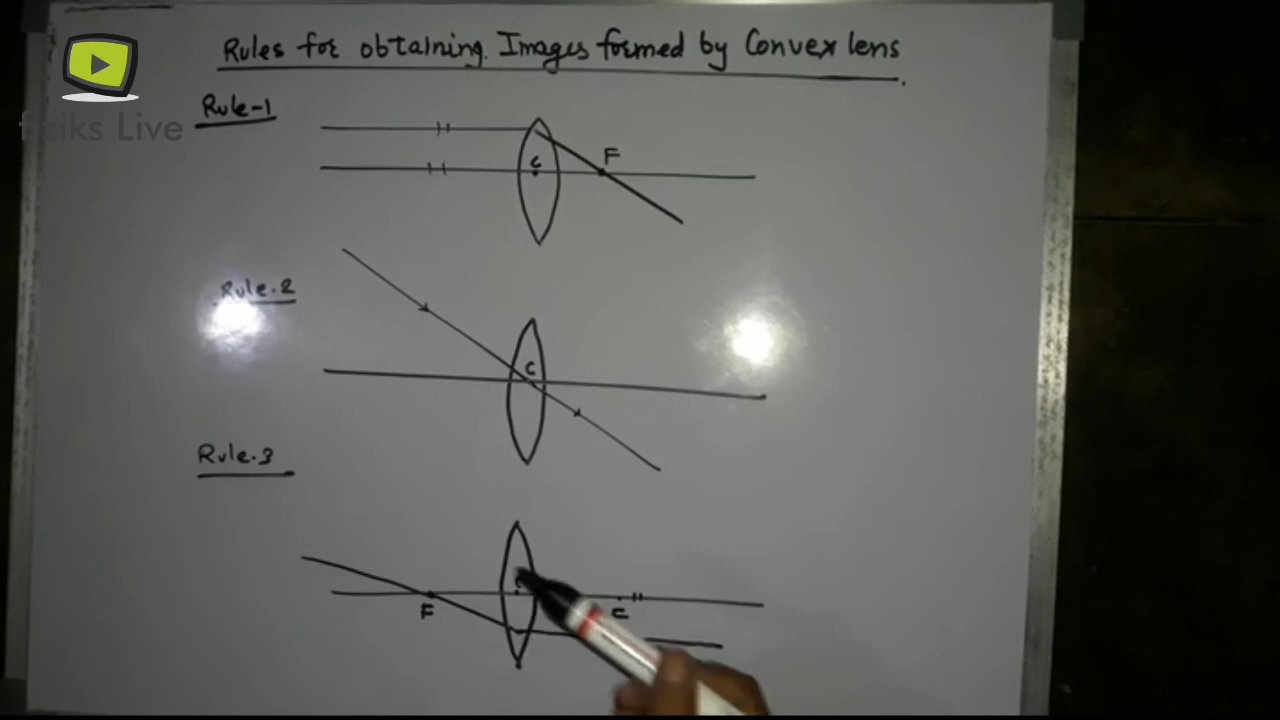 Rules for obtaining Images formed by Convex lens.
fiziks Live
Rule-1
C
F
Rule.2
C
Rule.3
F